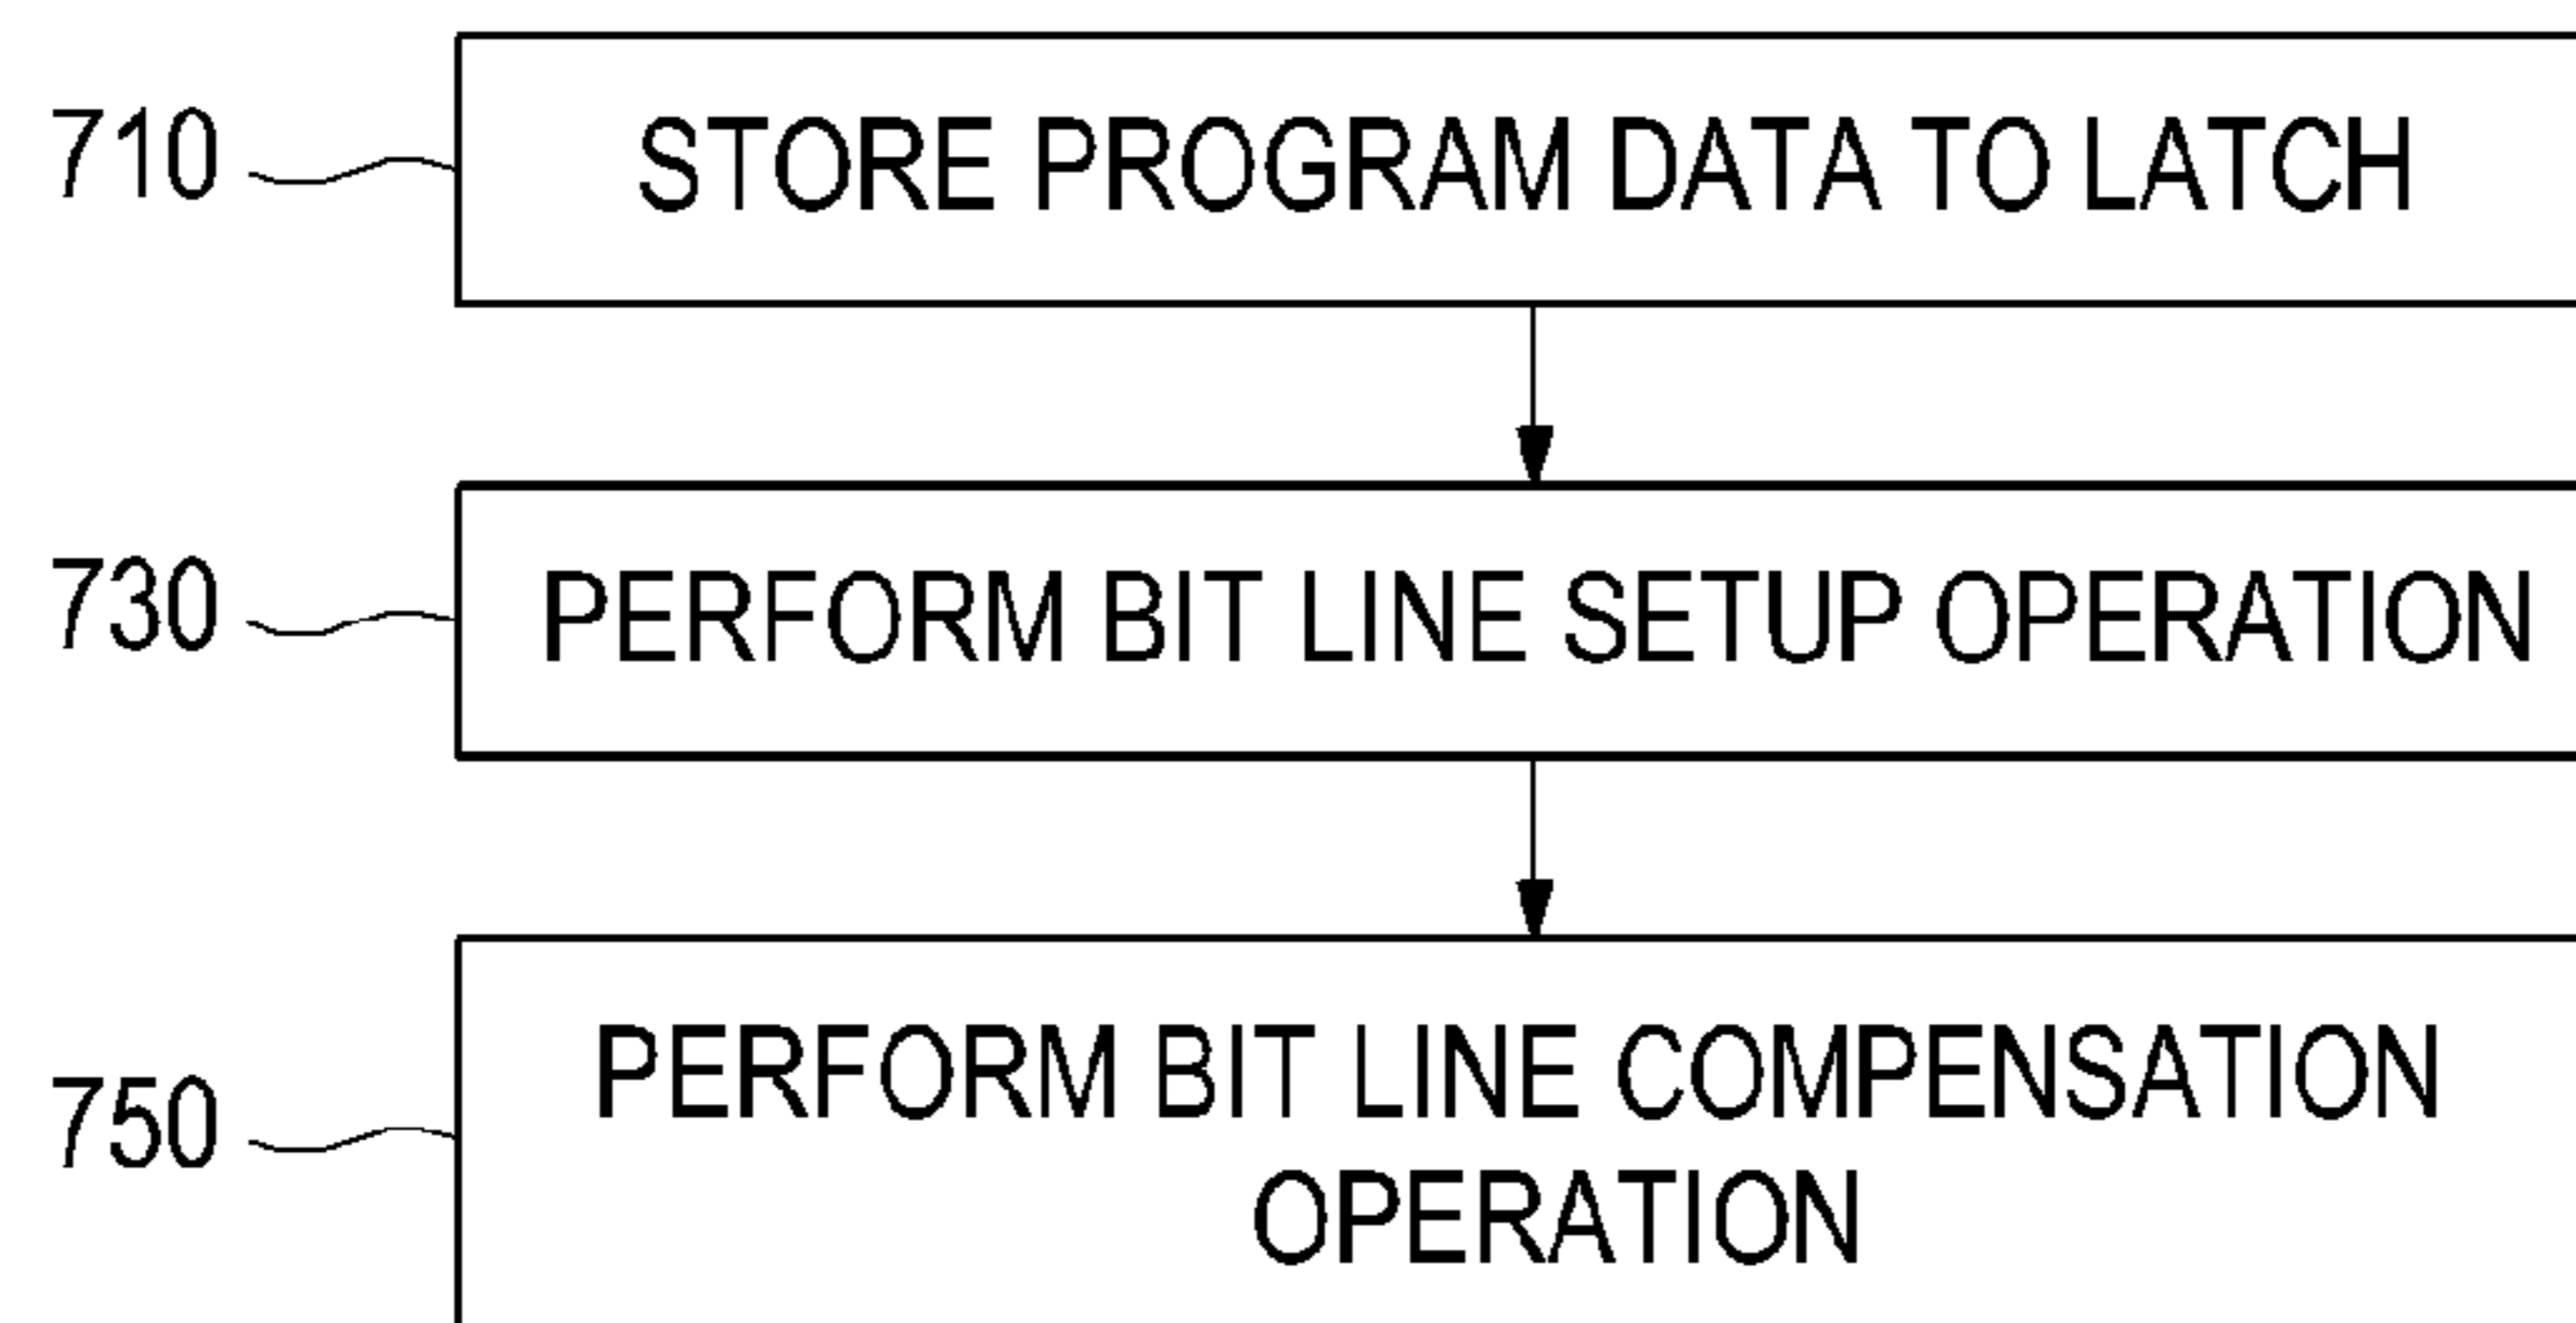 710
STORE PROGRAM DATA TO LATCH
730
PERFORM BIT LINE SETUP OPERATION
750
PERFORM BIT LINE COMPENSATION
OPERATION